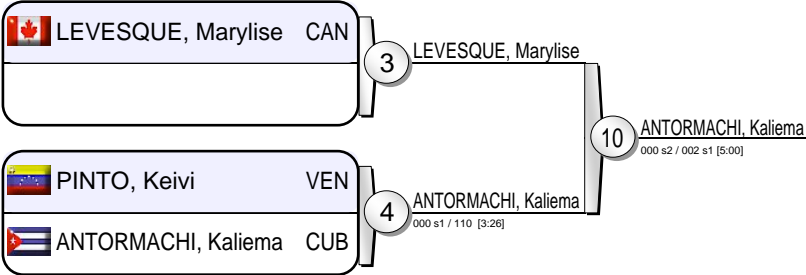 LEVESQUE, Marylise CAN
3
LEVESQUE, Marylise
10
ANTORMACHI, Kaliema
000 s2 / 002 s1 [5:00]
PINTO, Keivi VEN
4
ANTORMACHI, Kaliema
000 s1 / 110 [3:26]
ANTORMACHI, Kaliema CUB